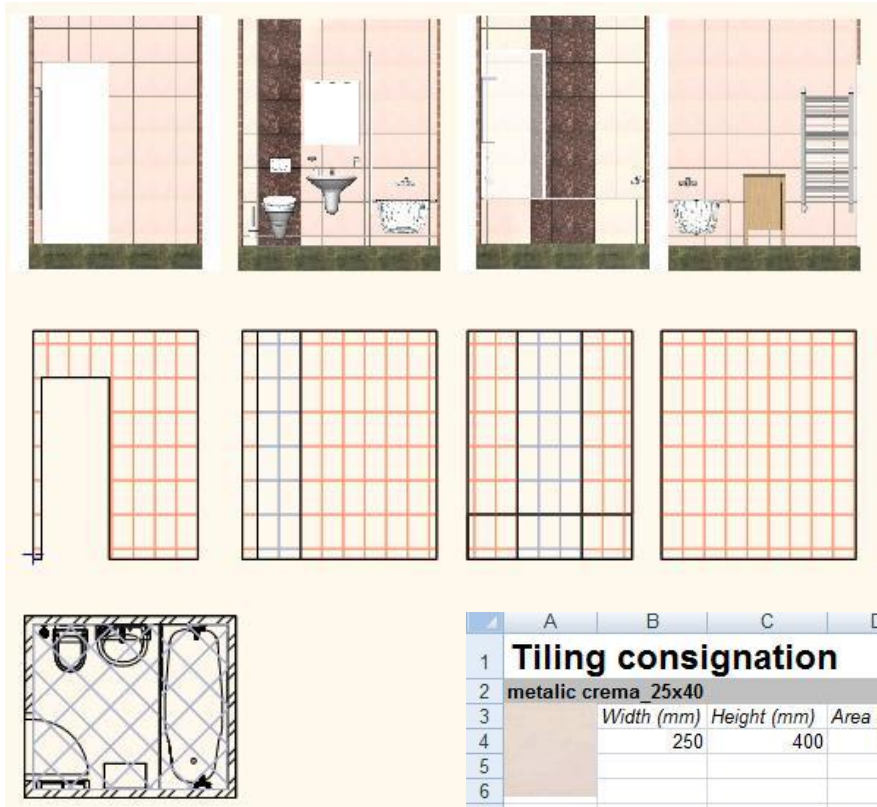 A B C
1 Tiling consignation
2 metalic crema_25x40
3 Width (mm) Height (mm) Area
4 250 400
5
6